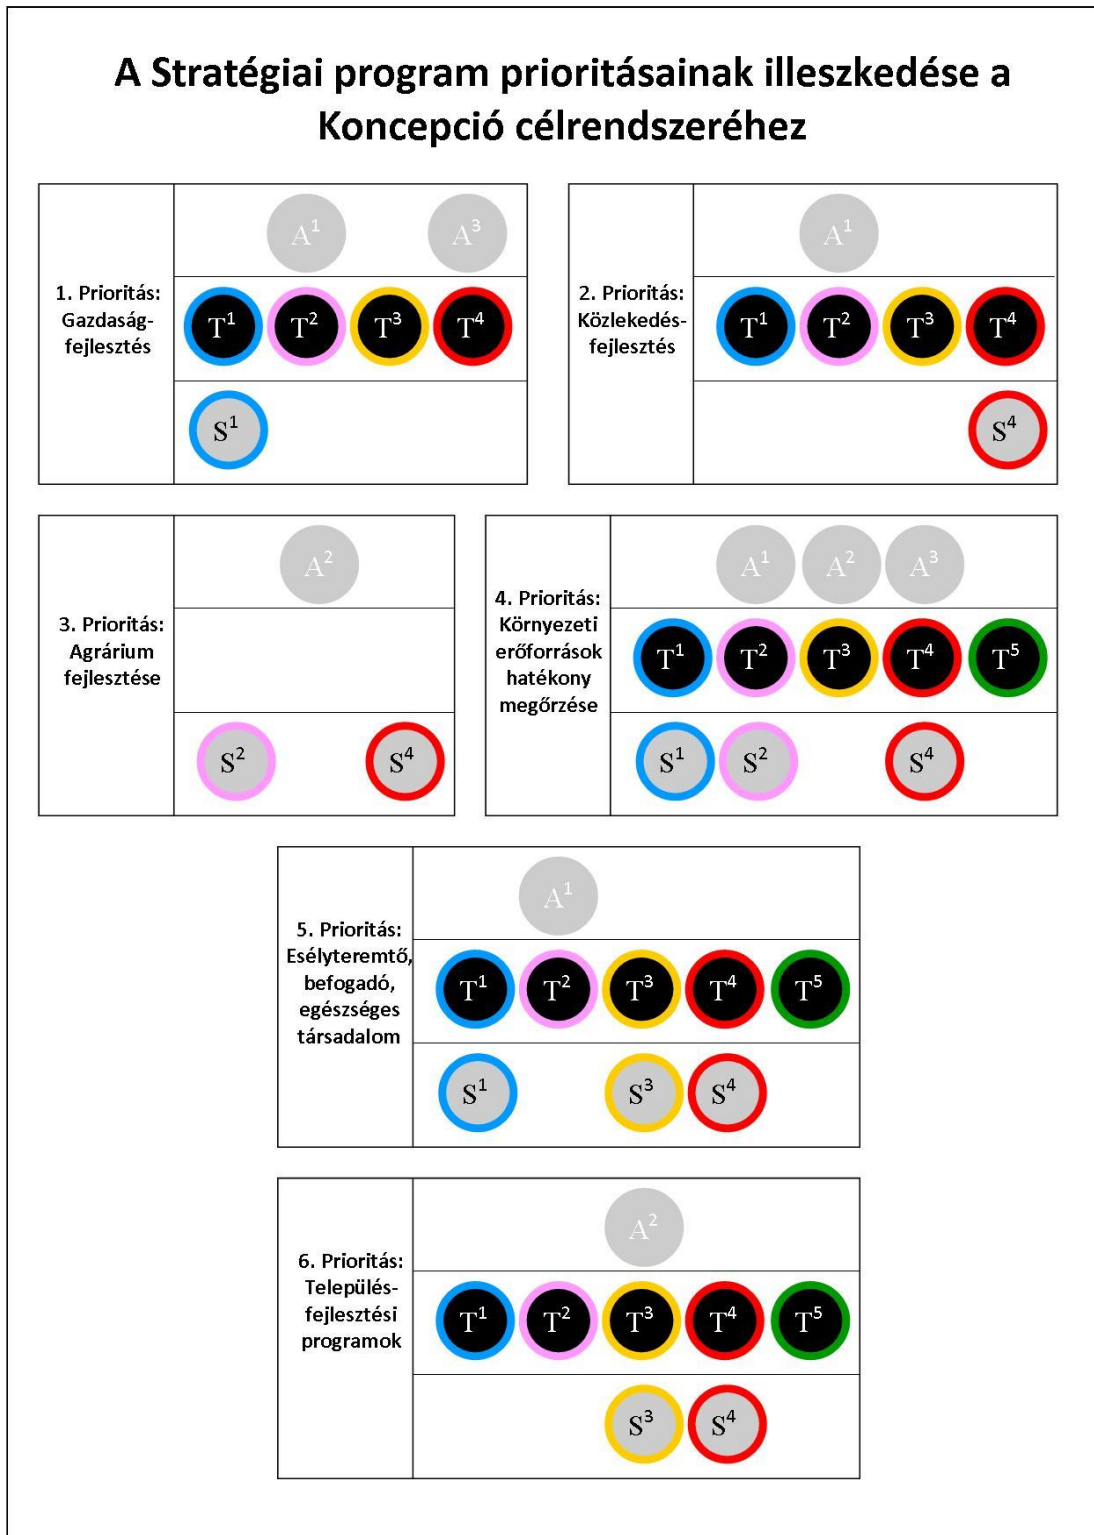 A Stratégiai program prioritásainak illeszkedése a
Koncepció célrendszeréhez
1. Prioritás:
Gazdaság-
fejlesztés
A¹ A³
T¹ T² T³ T⁴
S¹
2. Prioritás:
Közlekedés-
fejlesztés
A¹
T¹ T² T³ T⁴
S⁴
3. Prioritás:
Agrárium
fejlesztése
A²
S² S⁴
4. Prioritás:
Környezeti
erőforrások
hatékony
megőrzése
A¹ A² A³
T¹ T² T³ T⁴ T⁵
S¹ S² S⁴
5. Prioritás:
Esélyteremtő,
befogadó,
egészséges
társadalom
A¹
T¹ T² T³ T⁴ T⁵
S¹ S³ S⁴
6. Prioritás:
Település-
fejlesztési
programok
A²
T¹ T² T³ T⁴ T⁵
S³ S⁴